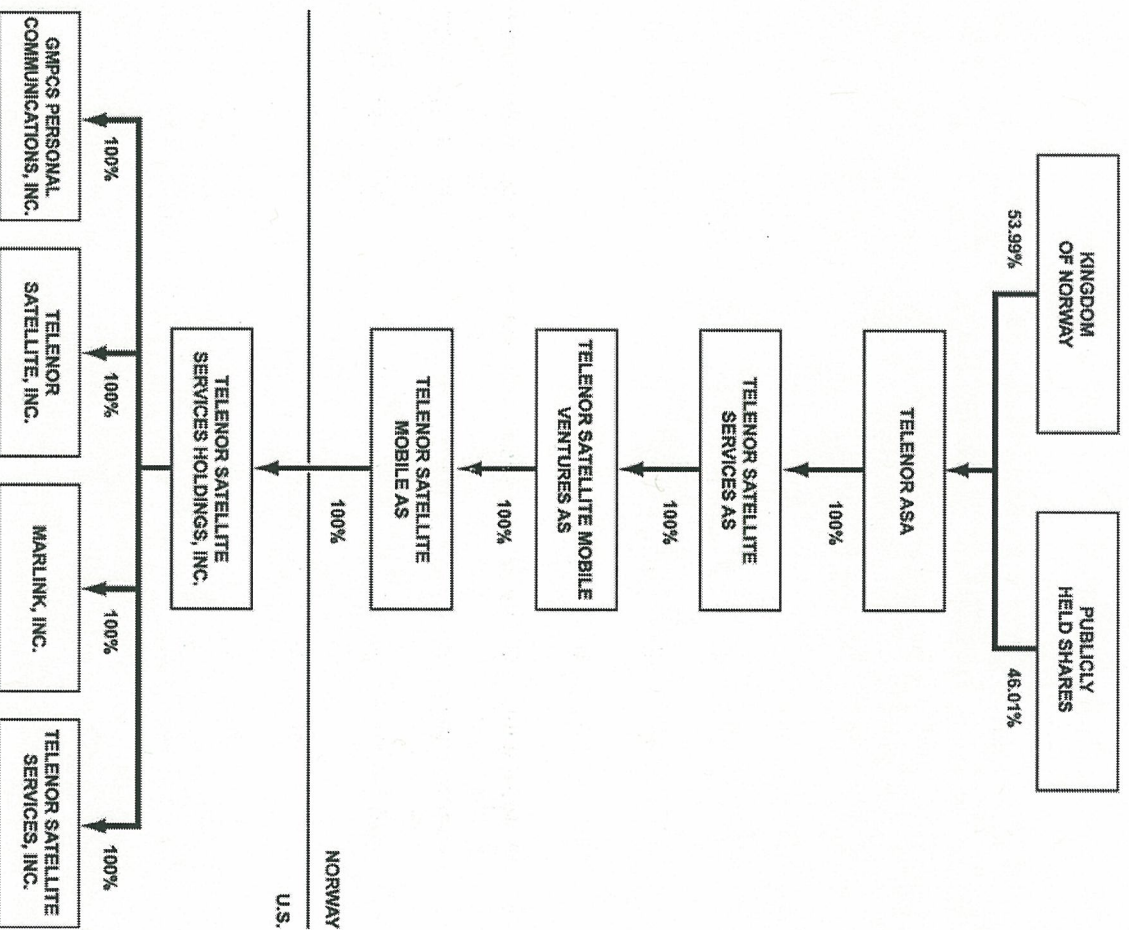 KINGDOM
OF NORWAY
PUBLICLY
HELD SHARES
53.99%
46.01%
TELENOR ASA
100%
TELENOR SATELLITE
SERVICES AS
100%
TELENOR SATELLITE MOBILE
VENTURES AS
100%
TELENOR SATELLITE
MOBILE AS
100%
NORWAY
U.S.
TELENOR SATELLITE
SERVICES HOLDINGS, INC.
100%
100%
100%
100%
GMPCS PERSONAL
COMMUNICATIONS, INC.
TELENOR
SATELLITE, INC.
MARLINK, INC.
TELENOR SATELLITE
SERVICES, INC.